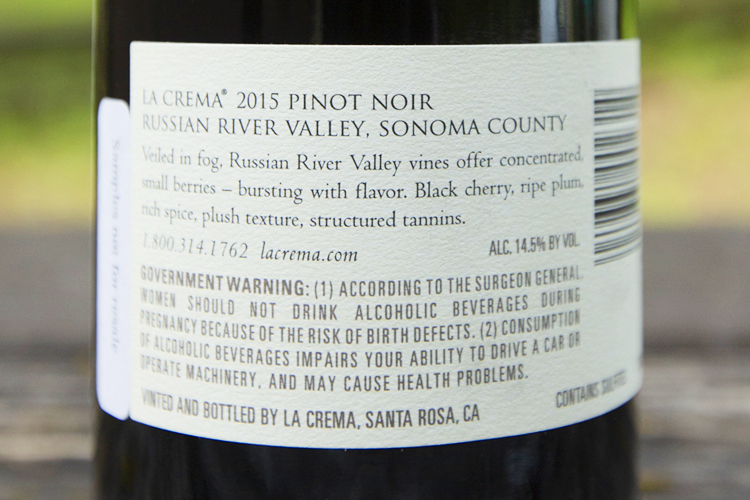 LA CREMA® 2015 PINOT NOIR
RUSSIAN RIVER VALLEY, SONOMA COUNTY
Veiled in fog, Russian River Valley vines offer concentrated,
small berries – bursting with flavor. Black cherry, ripe plum,
rich spice, plush texture, structured tannins.
1.800.314.1762 lacrema.com
ALC. 14.5% BY VOL.
GOVERNMENT WARNING: (1) ACCORDING TO THE SURGEON GENERAL,
WOMEN SHOULD NOT DRINK ALCOHOLIC BEVERAGES DURING
PREGNANCY BECAUSE OF THE RISK OF BIRTH DEFECTS. (2) CONSUMPTION
OF ALCOHOLIC BEVERAGES IMPAIRS YOUR ABILITY TO DRIVE A CAR OR
OPERATE MACHINERY, AND MAY CAUSE HEALTH PROBLEMS.
VINTED AND BOTTLED BY LA CREMA, SANTA ROSA, CA
CONTAINS SULFITES
Samples not for resale